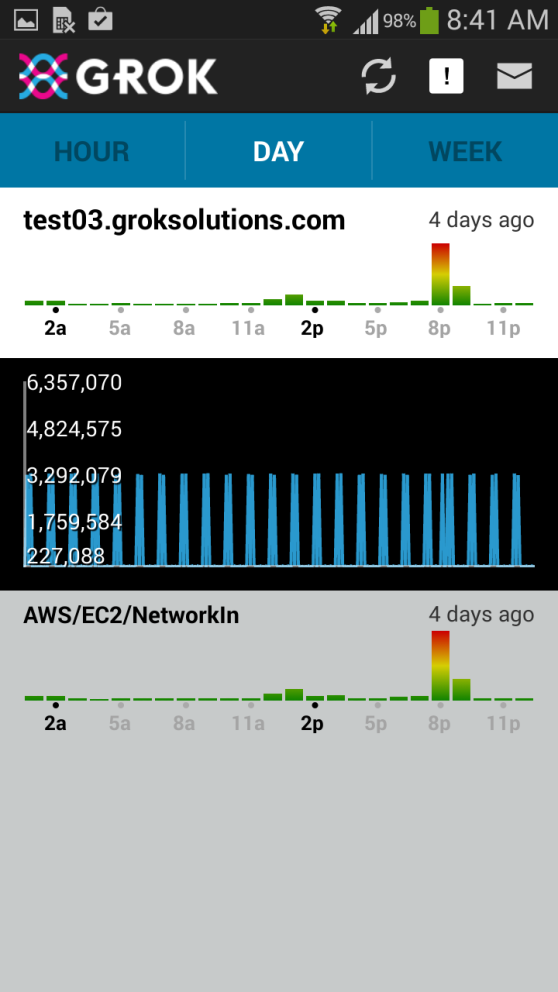 98% 8:41 AM
GROK
!
HOUR DAY WEEK
test03.groksolutions.com 4 days ago
2a 5a 8a 11a 2p 5p 8p 11p
6,357,070
4,824,575
3,292,079
1,759,584
227,088
AWS/EC2/NetworkIn 4 days ago
2a 5a 8a 11a 2p 5p 8p 11p